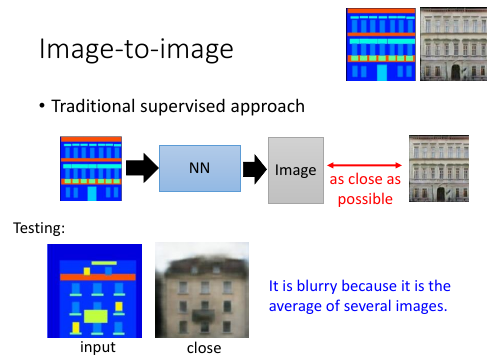 Image-to-image
• Traditional supervised approach
NN
Image
as close as
possible
Testing:
It is blurry because it is the
average of several images.
input
close